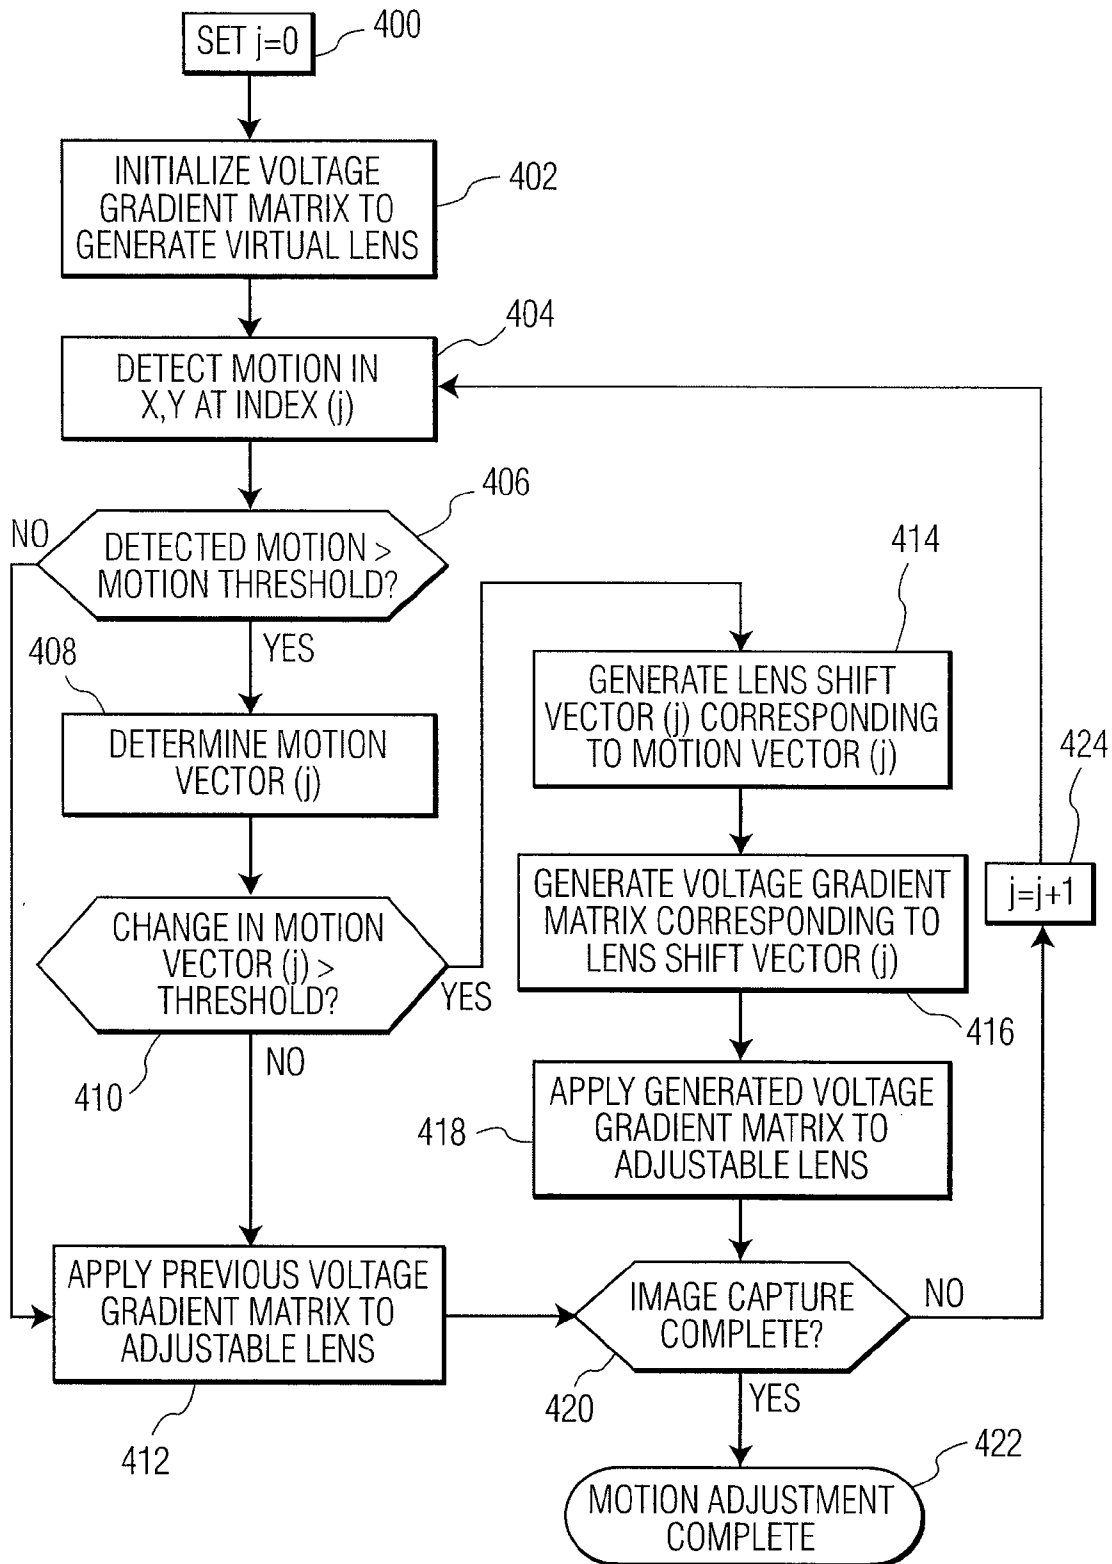 SET j=0
400
INITIALIZE VOLTAGE
GRADIENT MATRIX TO
GENERATE VIRTUAL LENS
402
404
DETECT MOTION IN
X,Y AT INDEX (j)
406
NO
DETECTED MOTION >
MOTION THRESHOLD?
YES
408
DETERMINE MOTION
VECTOR (j)
CHANGE IN MOTION
VECTOR (j) >
THRESHOLD?
YES
410
NO
APPLY PREVIOUS VOLTAGE
GRADIENT MATRIX TO
ADJUSTABLE LENS
412
414
GENERATE LENS SHIFT
VECTOR (j) CORRESPONDING
TO MOTION VECTOR (j)
GENERATE VOLTAGE GRADIENT
MATRIX CORRESPONDING TO
LENS SHIFT VECTOR (j)
416
418
APPLY GENERATED VOLTAGE
GRADIENT MATRIX TO
ADJUSTABLE LENS
IMAGE CAPTURE
COMPLETE?
NO
420
YES
424
j=j+1
422
MOTION ADJUSTMENT
COMPLETE